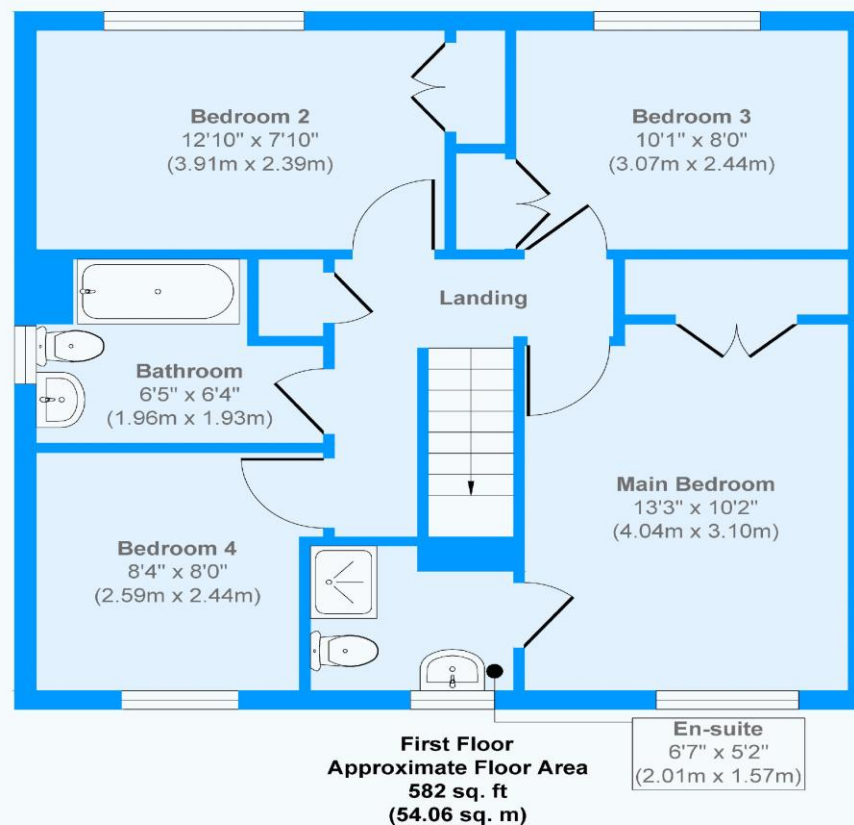 Bedroom 2
12'10" x 7'10"
(3.91m x 2.39m)
Bedroom 3
10'1" x 8'0"
(3.07m x 2.44m)
Landing
Bathroom
6'5" x 6'4"
(1.96m x 1.93m)
Main Bedroom
13'3" x 10'2"
(4.04m x 3.10m)
Bedroom 4
8'4" x 8'0"
(2.59m x 2.44m)
En-suite
6'7" x 5'2"
(2.01m x 1.57m)
First Floor
Approximate Floor Area
582 sq. ft
(54.06 sq. m)